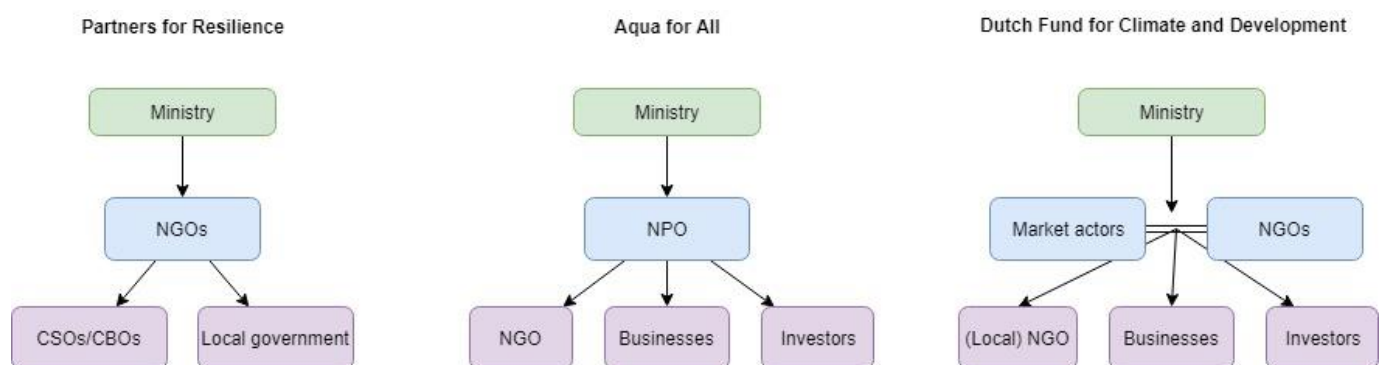 Partners for Resilience
Aqua for All
Dutch Fund for Climate and Development
Ministry
Ministry
Ministry
NGOs
NPO
Market actors
NGOs
CSOs/CBOs
Local government
NGO
Businesses
Investors
(Local) NGO
Businesses
Investors